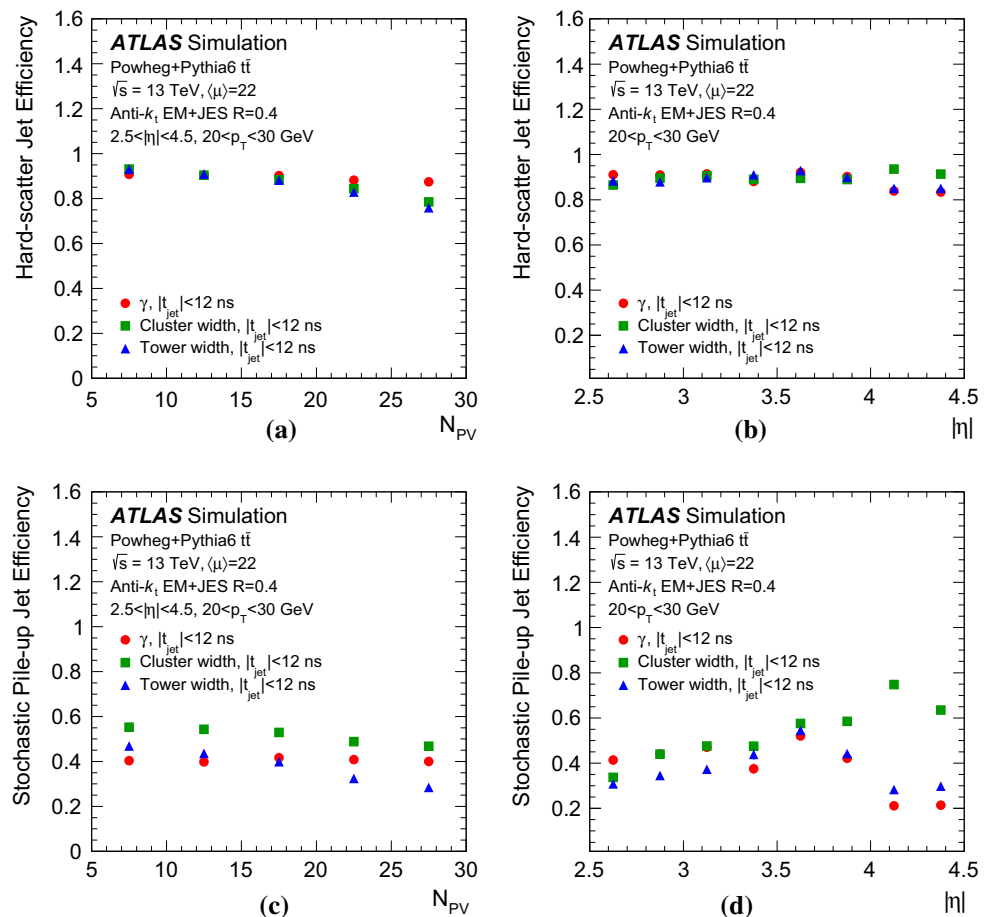 Hard-scatter Jet Efficiency
1.6
1.4
1.2
1
0.8
0.6
0.4
0.2
0
ATLAS Simulation
Powheg+Pythia6 tt̄
√s = 13 TeV, ⟨μ⟩=22
Anti-kt EM+JES R=0.4
2.5<|η|<4.5, 20<pT<30 GeV
γ, |tjet|<12 ns
Cluster width, |tjet|<12 ns
Tower width, |tjet|<12 ns
5 10 15 20 25 30
NPV
(a)
Hard-scatter Jet Efficiency
1.6
1.4
1.2
1
0.8
0.6
0.4
0.2
ATLAS Simulation
Powheg+Pythia6 tt̄
√s = 13 TeV, ⟨μ⟩=22
Anti-kt EM+JES R=0.4
20<pT<30 GeV
γ, |tjet|<12 ns
Cluster width, |tjet|<12 ns
Tower width, |tjet|<12 ns
2.5 3 3.5 4 4.5
|η|
(b)
Stochastic Pile-up Jet Efficiency
1.6
1.4
1.2
1
0.8
0.6
0.4
0.2
0
ATLAS Simulation
Powheg+Pythia6 tt̄
√s = 13 TeV, ⟨μ⟩=22
Anti-kt EM+JES R=0.4
2.5<|η|<4.5, 20<pT<30 GeV
γ, |tjet|<12 ns
Cluster width, |tjet|<12 ns
Tower width, |tjet|<12 ns
5 10 15 20 25 30
NPV
(c)
Stochastic Pile-up Jet Efficiency
1.6
1.4
1.2
1
0.8
0.6
0.4
0.2
ATLAS Simulation
Powheg+Pythia6 tt̄
√s = 13 TeV, ⟨μ⟩=22
Anti-kt EM+JES R=0.4
20<pT<30 GeV
γ, |tjet|<12 ns
Cluster width, |tjet|<12 ns
Tower width, |tjet|<12 ns
2.5 3 3.5 4 4.5
|η|
(d)